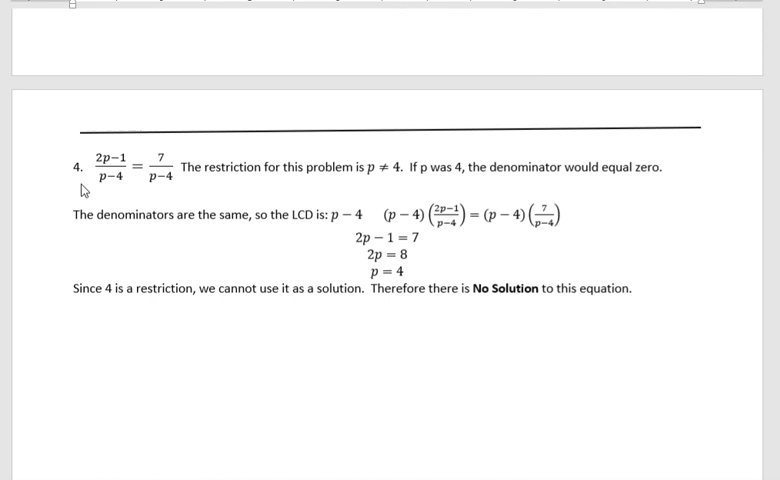 4. (2p−1)/(p−4) = 7/(p−4) The restriction for this problem is p ≠ 4. If p was 4, the denominator would equal zero.
The denominators are the same, so the LCD is: p − 4 (p − 4)((2p−1)/(p−4)) = (p − 4)(7/(p−4))
2p − 1 = 7
2p = 8
p = 4
Since 4 is a restriction, we cannot use it as a solution. Therefore there is No Solution to this equation.